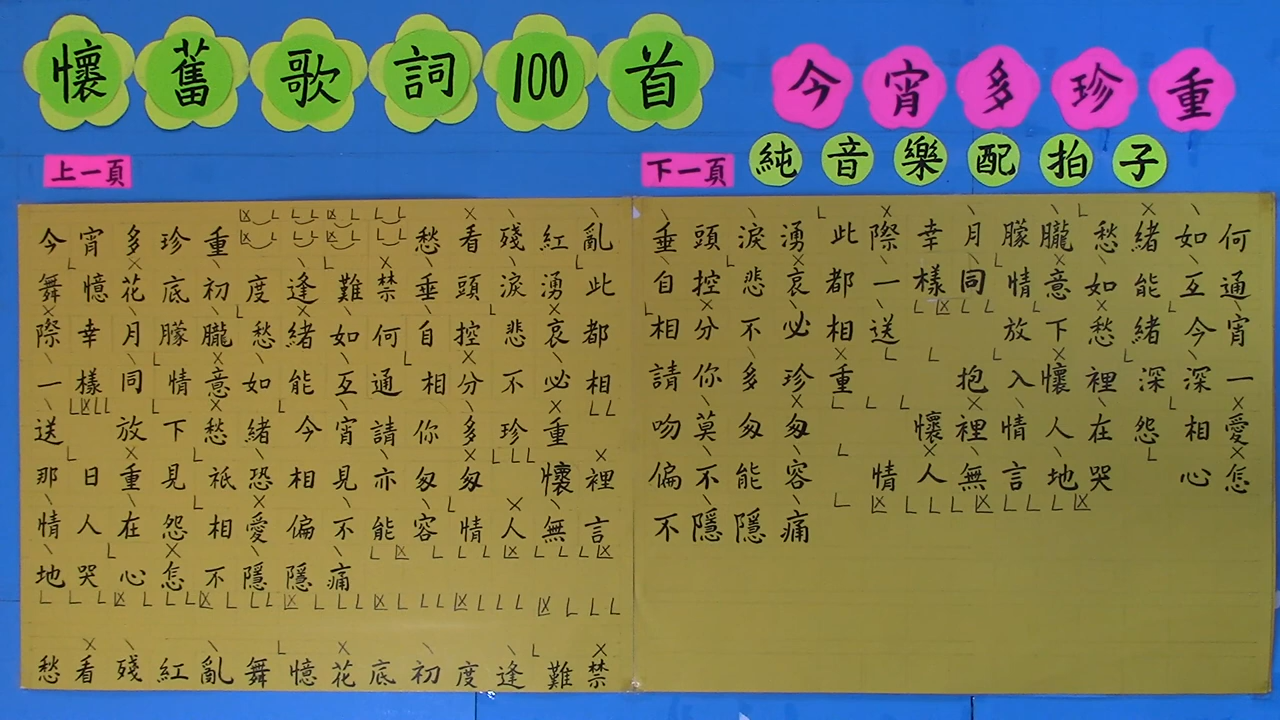 懷舊歌詞100首
今宵多珍重
純音樂配拍子
上一頁
下一頁
今宵多珍重 愁看殘紅亂
舞憶花底初度逢難禁垂頭淚湧此
際幸月朦朧愁緒如何自控悲哀都
一樣同情意如能互通相分不必相
送 放下愁緒今宵請你多珍重
那日重見祇恐相見亦匆匆 懷裡
情人在怨相愛偏不能容情人無言
地哭心怎不隱隱痛
愁看殘紅亂舞憶花底初度逢難禁
垂頭淚湧此際幸月朦朧愁緒如何
自控悲哀都一樣同情意如能互通
相分不必相送 放下愁緒今宵
請你多珍重 抱入懷裡深深一
吻莫匆匆 懷裡情人在怨相愛
偏不能容 情人無言地哭 心怎
不隱隱痛